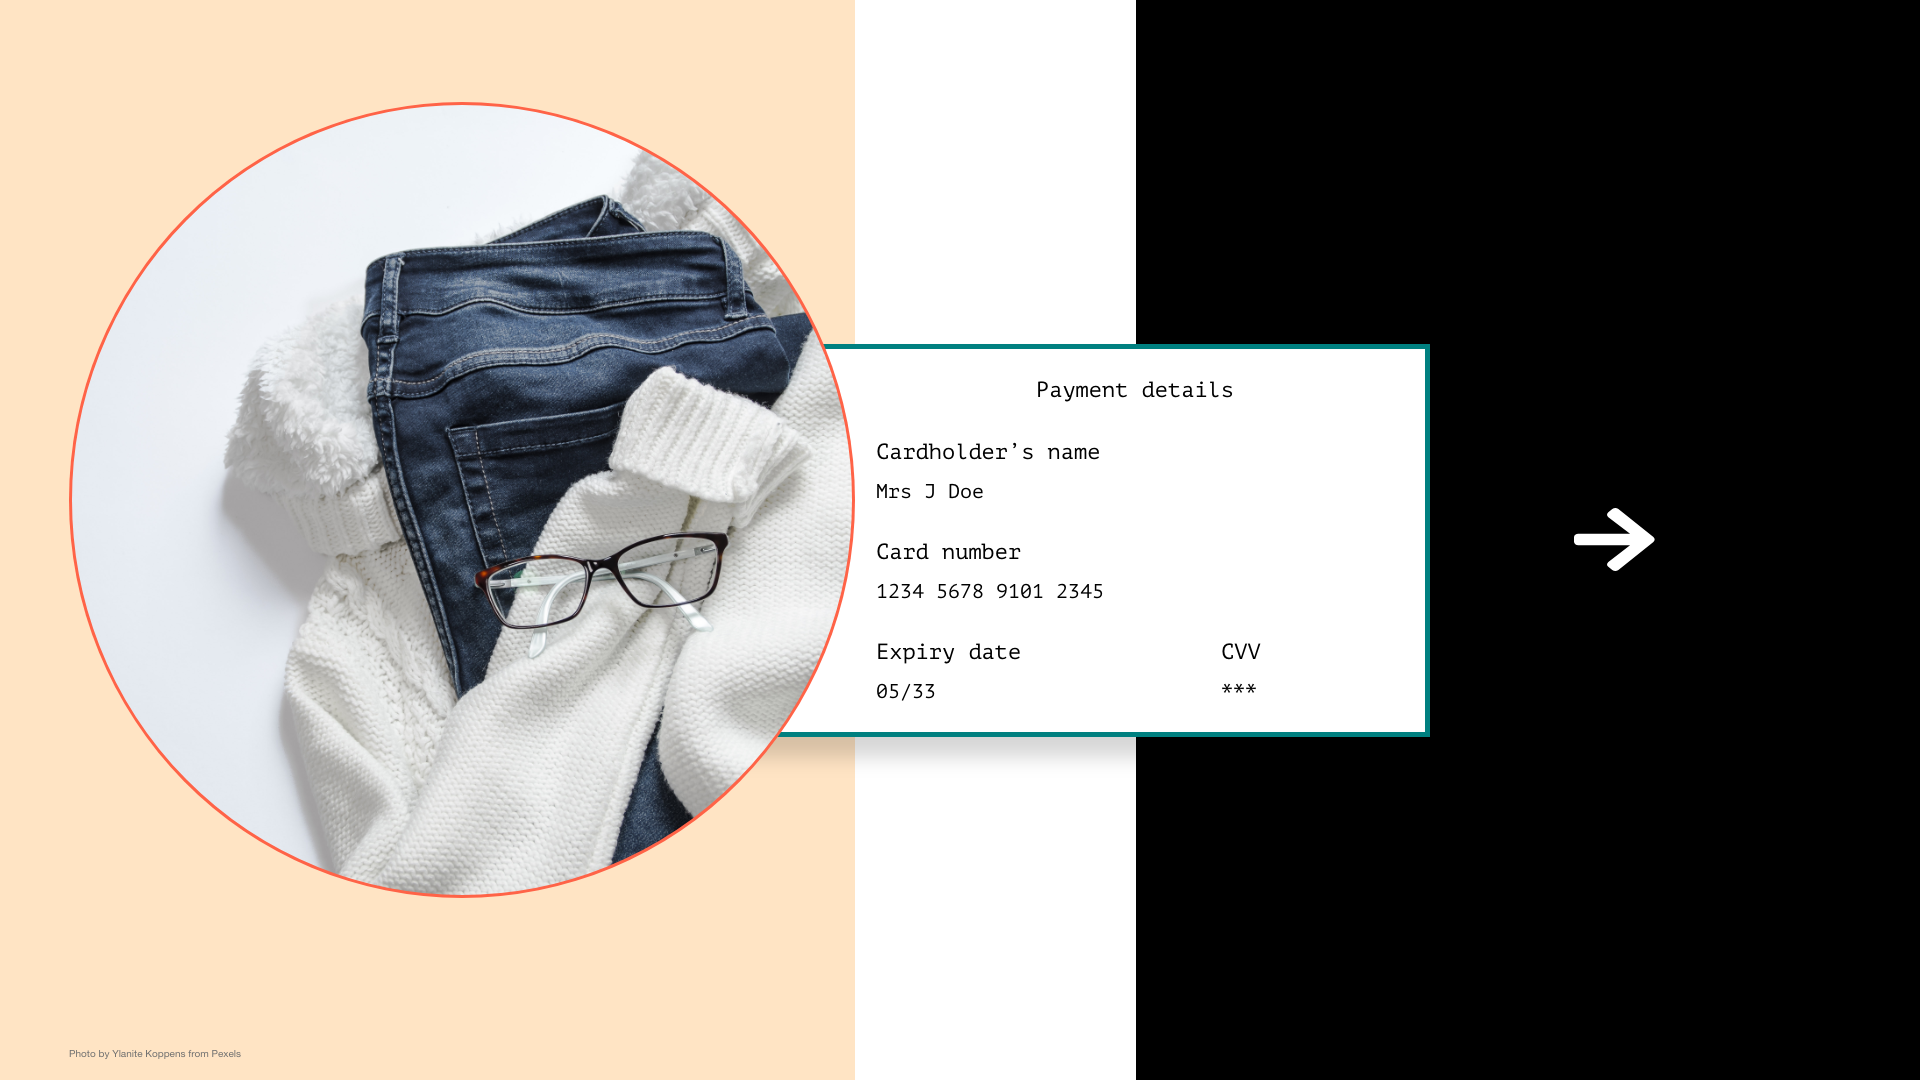 Payment details
Cardholder’s name
Mrs J Doe
Card number
1234 5678 9101 2345
Expiry date CVV
05/33 ***
Photo by Ylanite Koppens from Pexels